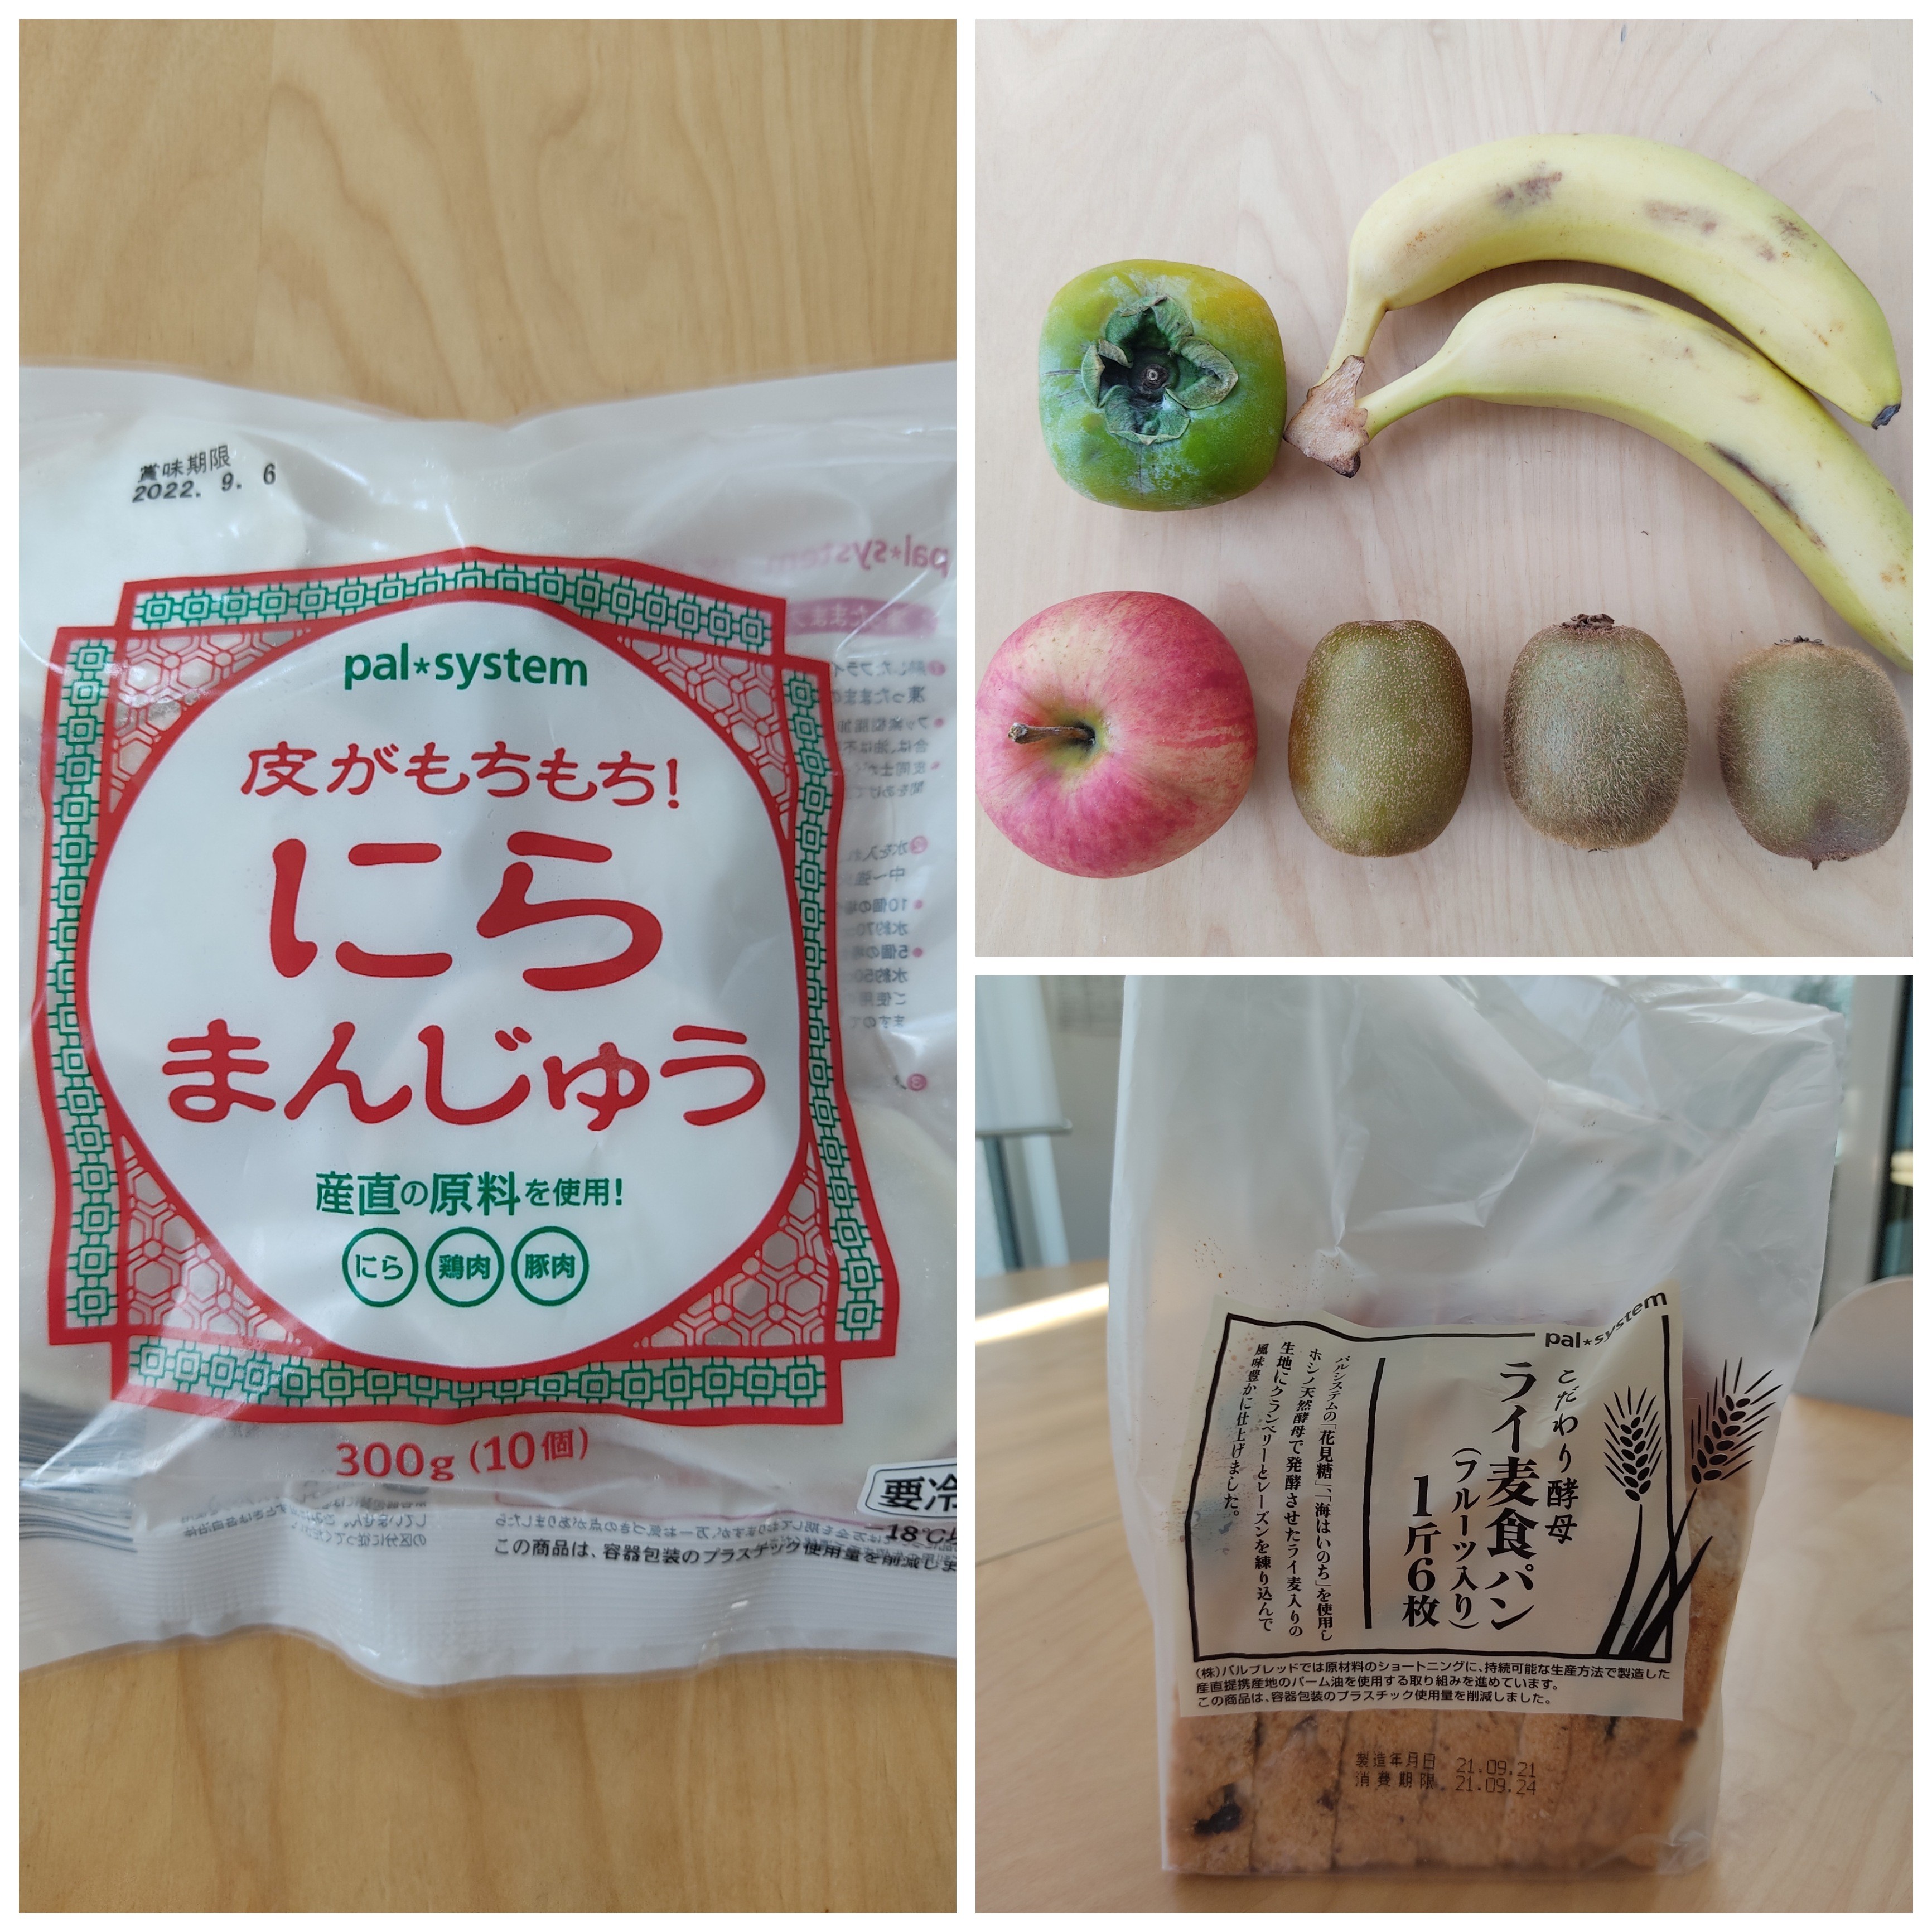 賞味期限
2022. 9. 6
pal*system
皮がもちもち!
にら
まんじゅう
産直の原料を使用!
にら 鶏肉 豚肉
300g (10個)
要冷
-18℃
この商品は、容器包装のプラスチック使用量を削減しま
pal*system
こだわり酵母
ライ麦食パン
(フルーツ入り)
1斤6枚
パルシステムの「花見糖」、「海はいのち」を使用し
ホシノ天然酵母で発酵させたライ麦入りの
生地にクランベリーとレーズンを練り込んで
風味豊かに仕上げました。
(株)パルブレッドでは原材料のショートニングに、持続可能な生産方法で製造した
産直提携産地のパーム油を使用する取り組みを進めています。
この商品は、容器包装のプラスチック使用量を削減しました。
製造年月日 21.09.21
消費期限 21.09.24